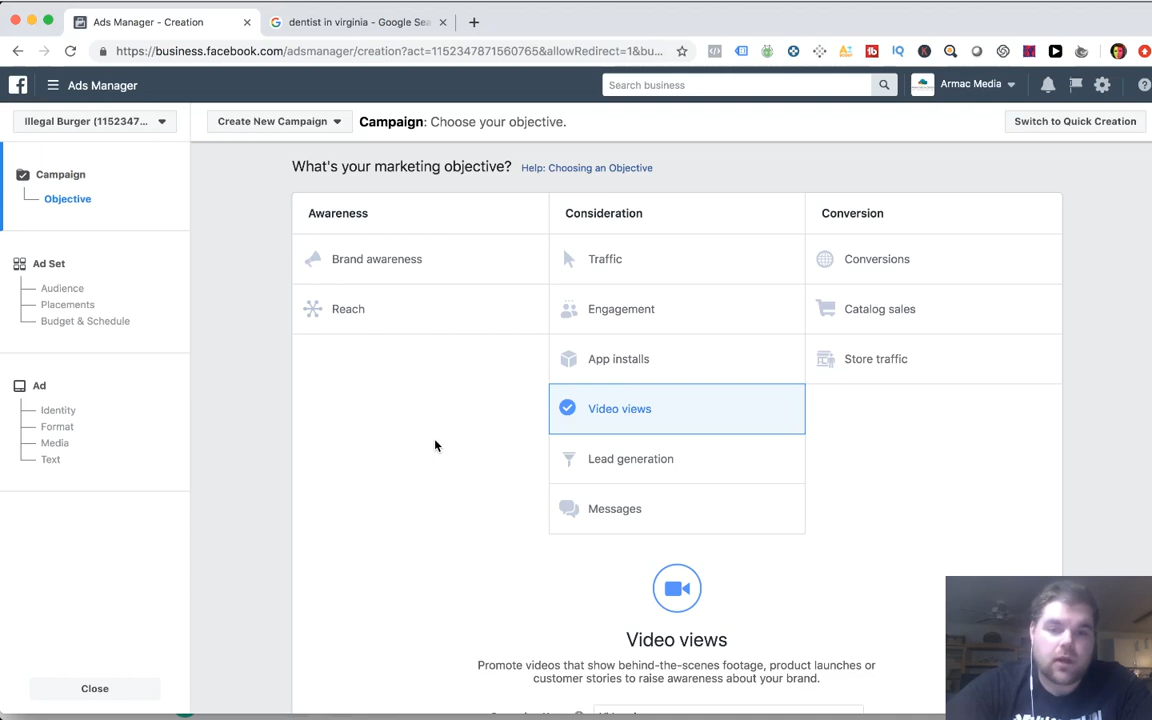 Ads Manager - Creation
dentist in virginia - Google Sea
https://business.facebook.com/adsmanager/creation?act=1152347871560765&allowRedirect=1&bu...
Ads Manager
Search business
Armac Media
Illegal Burger (1152347...
Create New Campaign
Campaign: Choose your objective.
Switch to Quick Creation
Campaign
Objective
Ad Set
Audience
Placements
Budget & Schedule
Ad
Identity
Format
Media
Text
Close
What's your marketing objective? Help: Choosing an Objective
Awareness
Consideration
Conversion
Brand awareness
Traffic
Conversions
Reach
Engagement
Catalog sales
App installs
Store traffic
Video views
Lead generation
Messages
Video views
Promote videos that show behind-the-scenes footage, product launches or
customer stories to raise awareness about your brand.